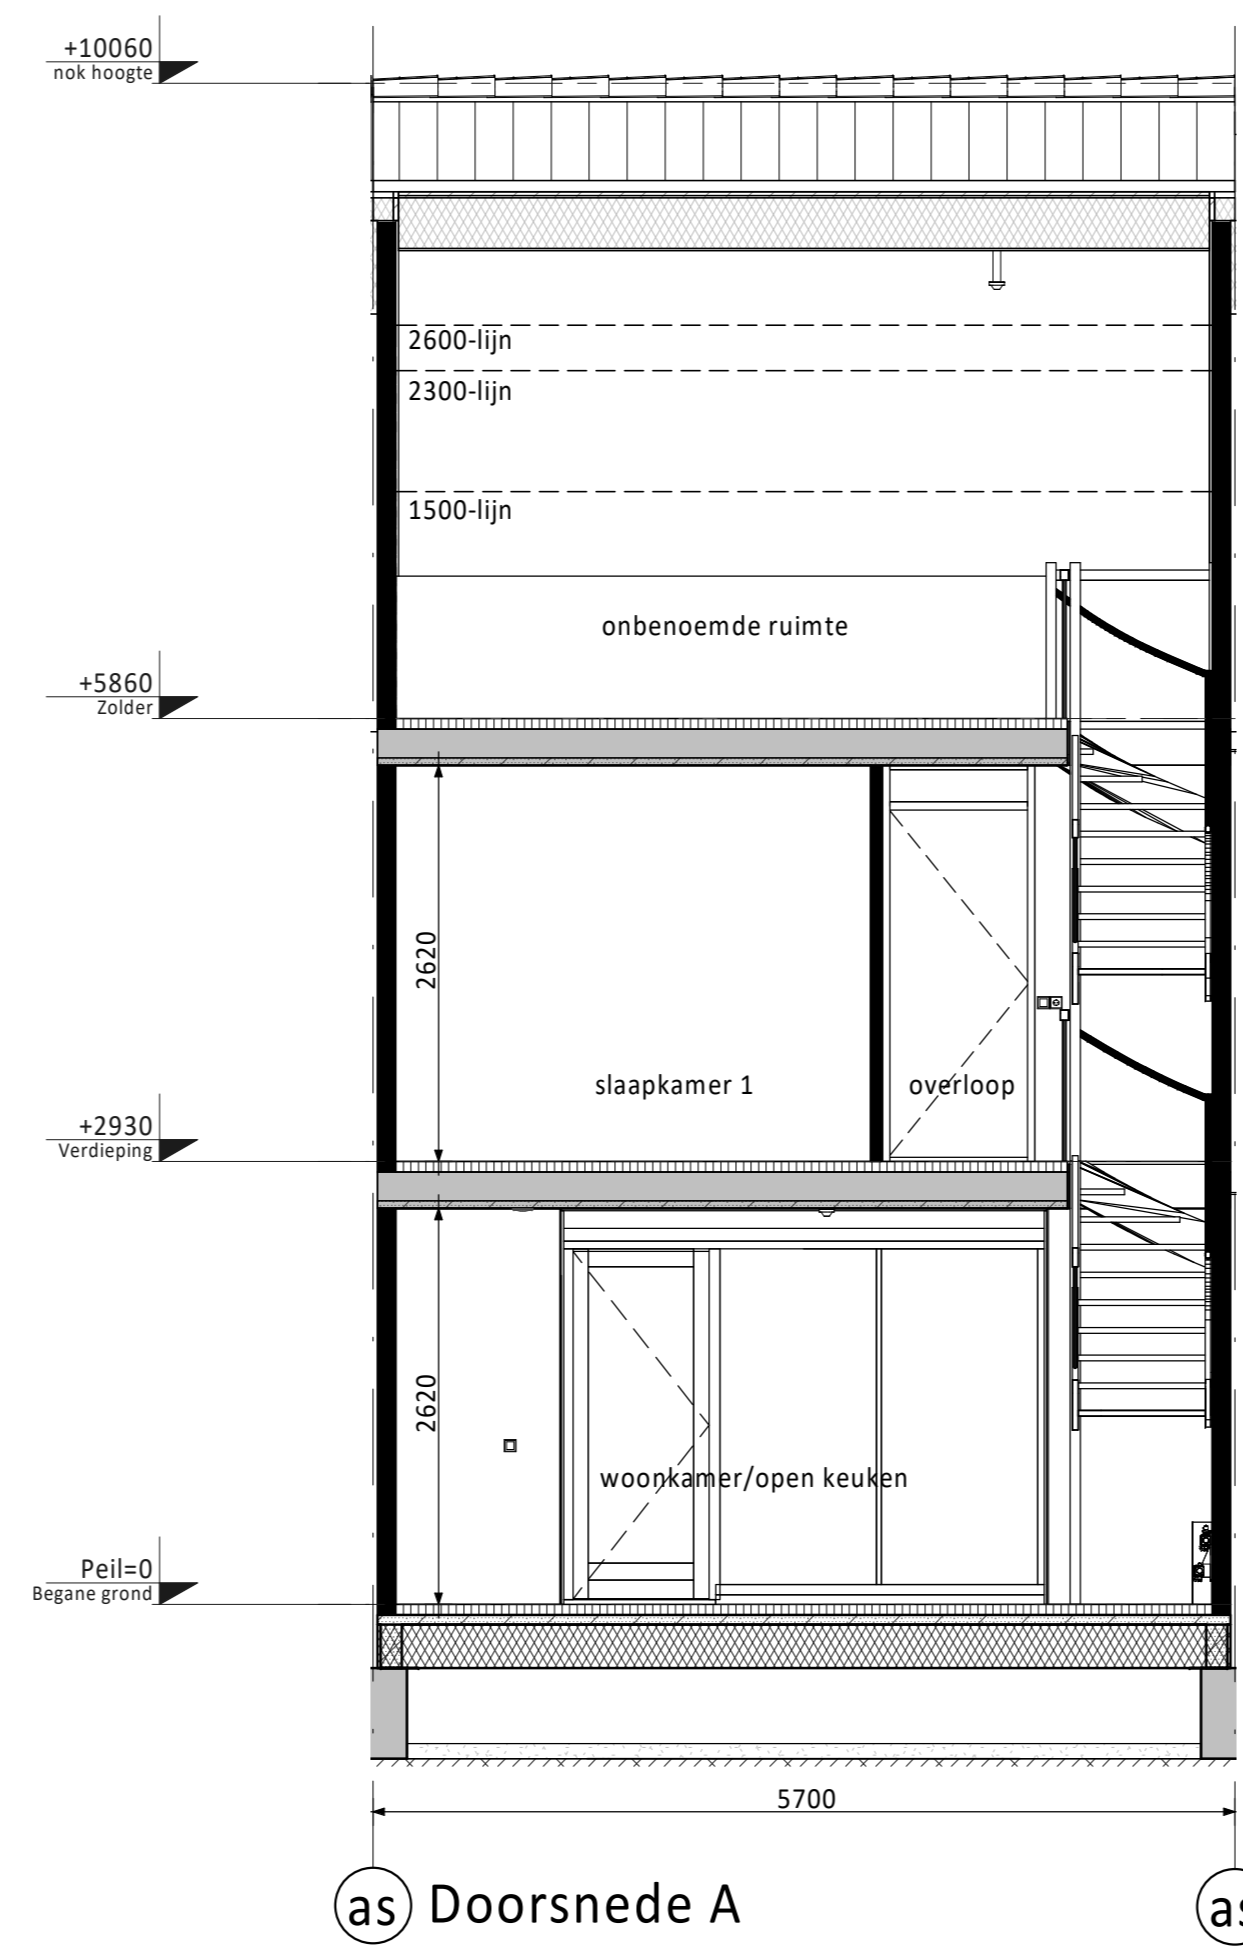 +10060
nok hoogte
2600-lijn
2300-lijn
1500-lijn
onbenoemde ruimte
+5860
Zolder
2620
slaapkamer 1
overloop
+2930
Verdieping
2620
woonkamer/open keuken
Peil=0
Begane grond
5700
as
Doorsnede A
as